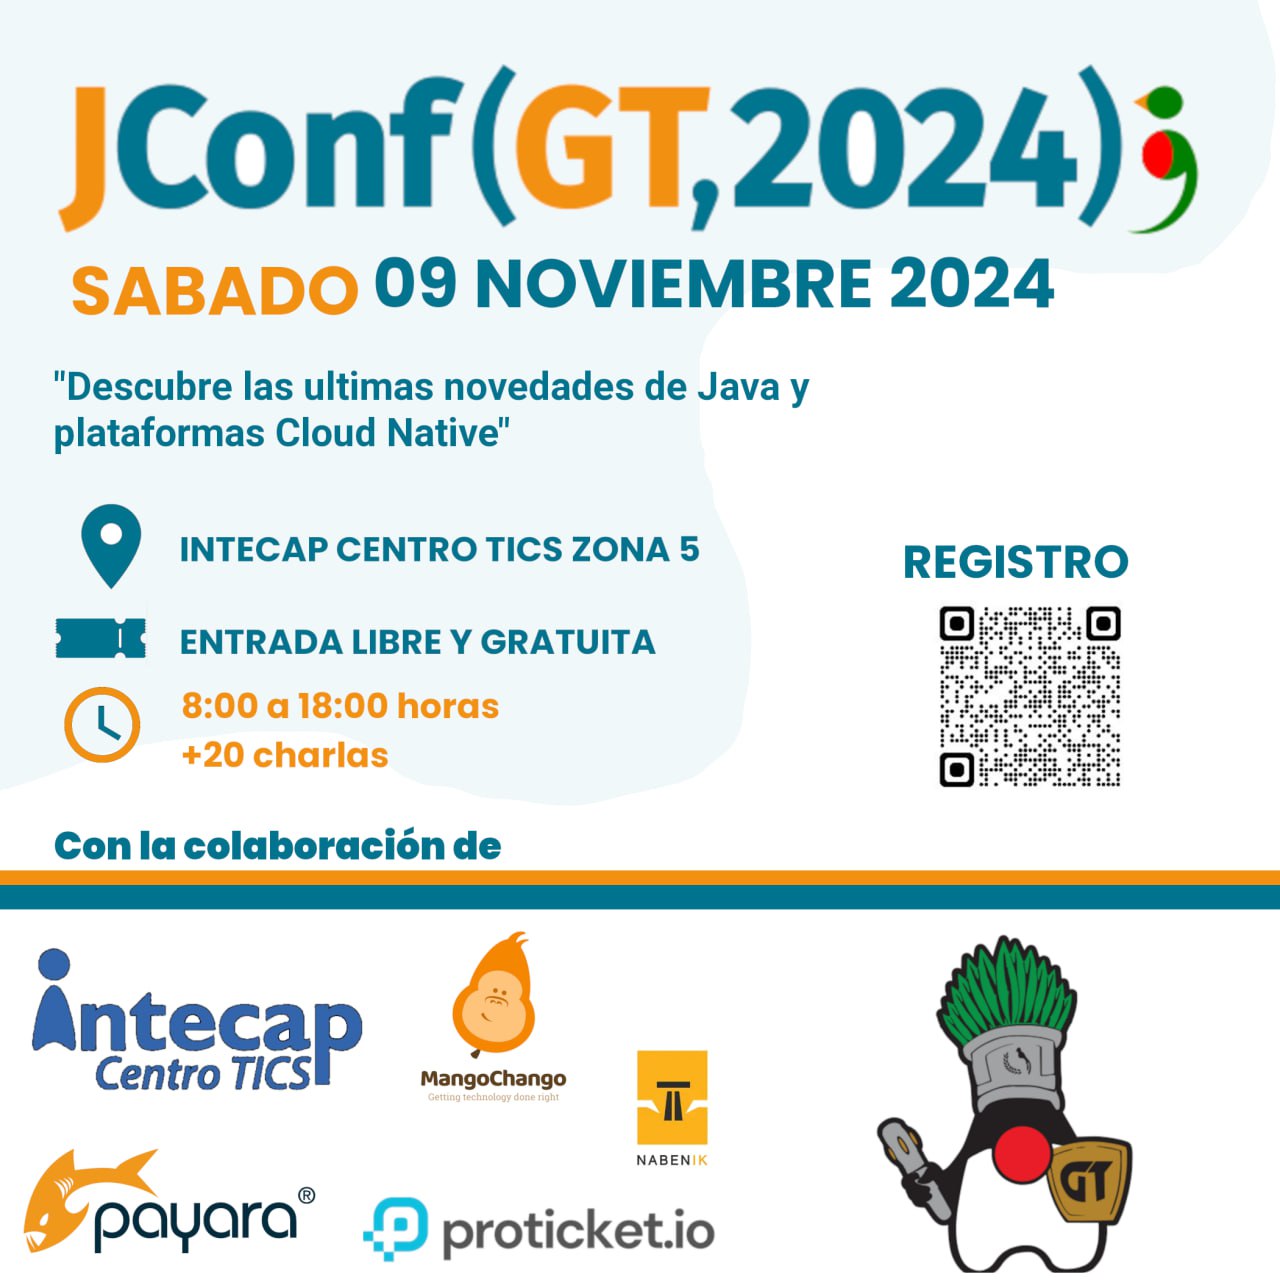 JConf(GT,2024);
SABADO 09 NOVIEMBRE 2024
"Descubre las ultimas novedades de Java y
plataformas Cloud Native"
INTECAP CENTRO TICS ZONA 5
ENTRADA LIBRE Y GRATUITA
8:00 a 18:00 horas
+20 charlas
REGISTRO
Con la colaboración de
intecap
Centro TICS
MangoChango
Getting technology done right
NABENIK
payara®
proticket.io
GT